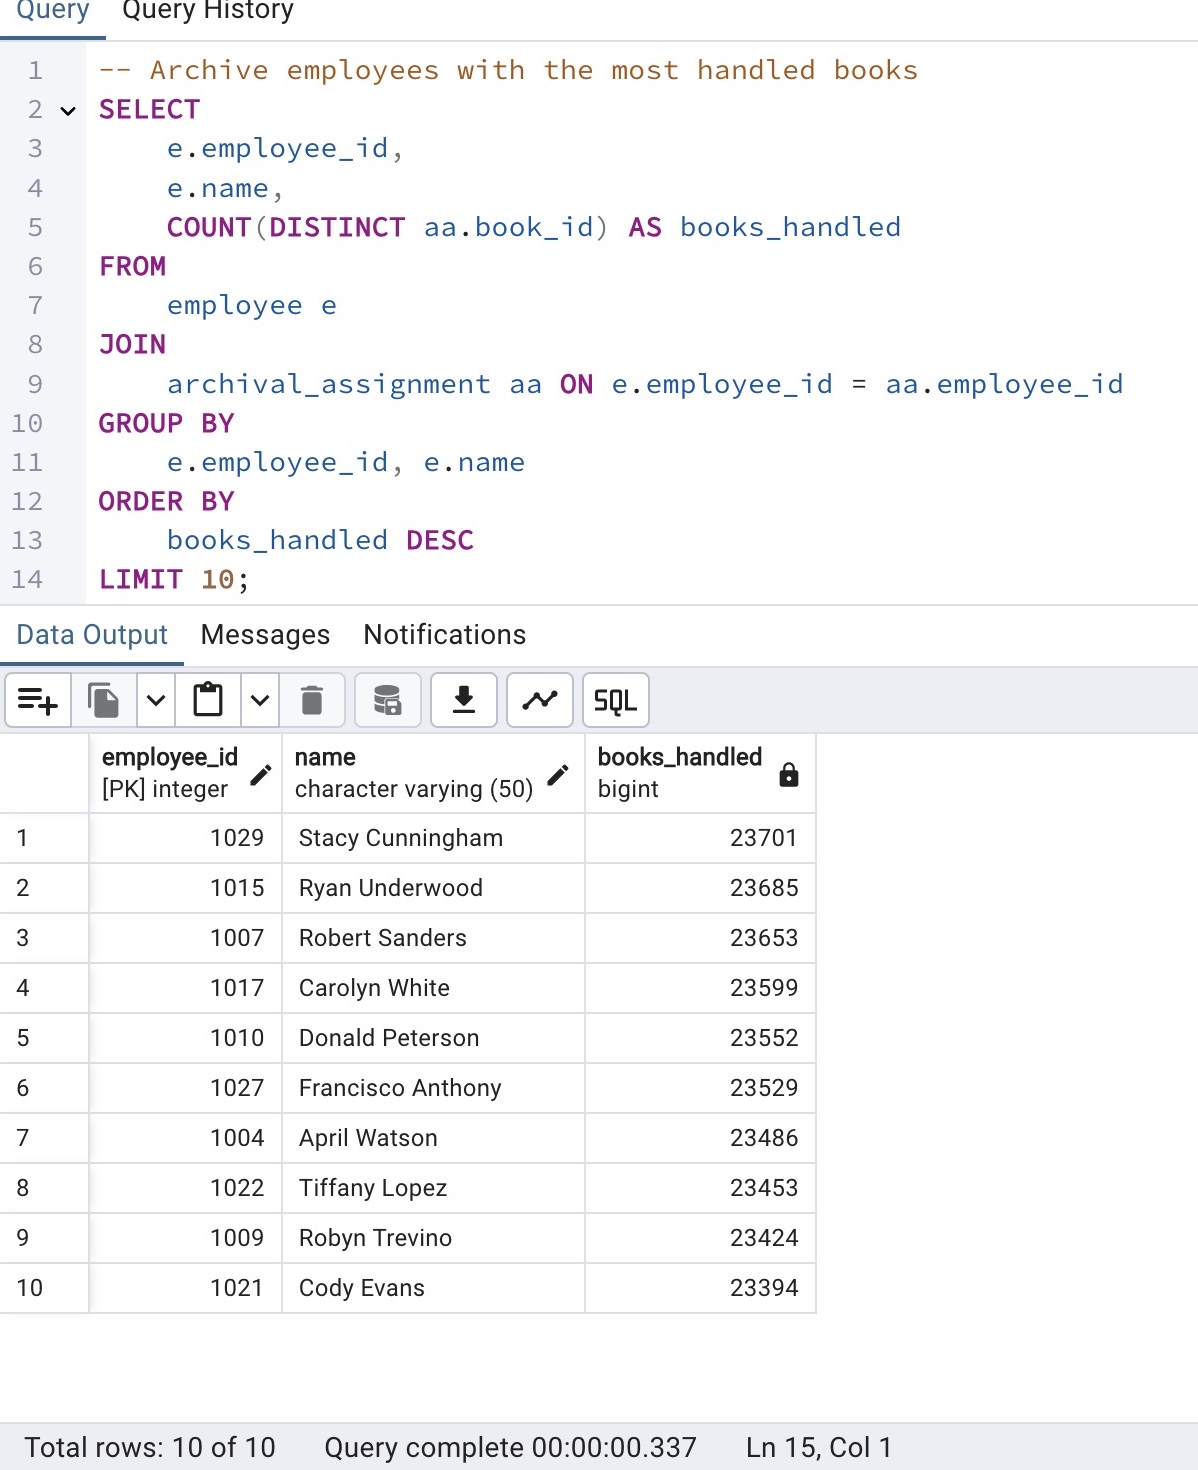 Query Query History
1 -- Archive employees with the most handled books
2 SELECT
3 e.employee_id,
4 e.name,
5 COUNT(DISTINCT aa.book_id) AS books_handled
6 FROM
7 employee e
8 JOIN
9 archival_assignment aa ON e.employee_id = aa.employee_id
10 GROUP BY
11 e.employee_id, e.name
12 ORDER BY
13 books_handled DESC
14 LIMIT 10;
Data Output Messages Notifications
SQL
employee_id name books_handled
[PK] integer character varying (50) bigint
1 1029 Stacy Cunningham 23701
2 1015 Ryan Underwood 23685
3 1007 Robert Sanders 23653
4 1017 Carolyn White 23599
5 1010 Donald Peterson 23552
6 1027 Francisco Anthony 23529
7 1004 April Watson 23486
8 1022 Tiffany Lopez 23453
9 1009 Robyn Trevino 23424
10 1021 Cody Evans 23394
Total rows: 10 of 10 Query complete 00:00:00.337 Ln 15, Col 1